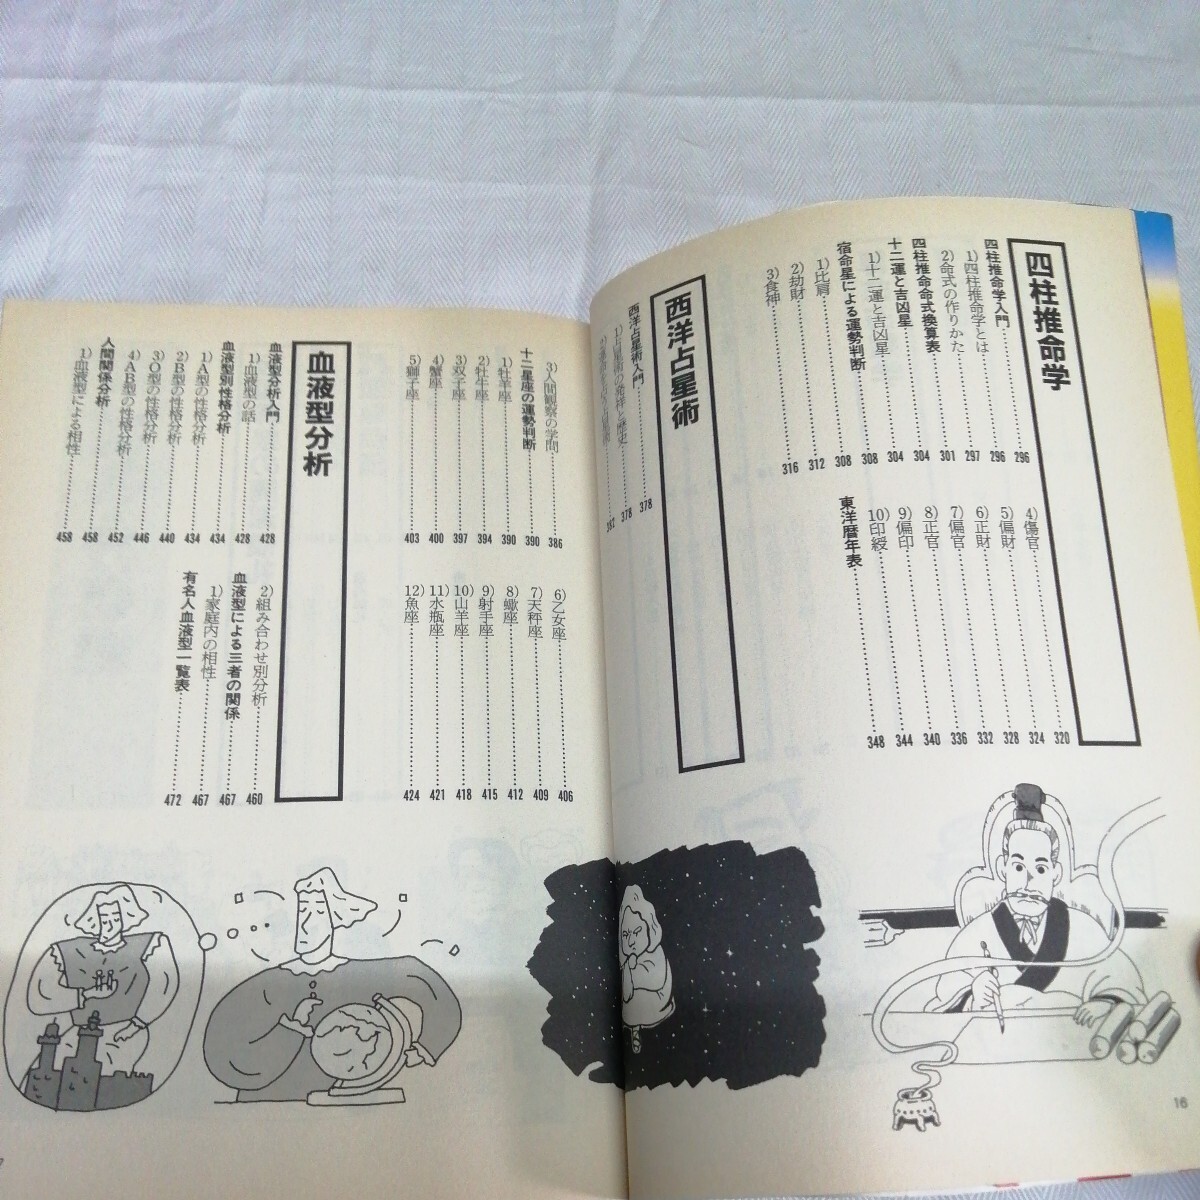 四柱推命学
四柱推命学入門……296
1)四柱推命学とは……296
2)命式の作りかた……297
四柱推命命式換算表……301
十二運と吉凶星……304
1)十二運と吉凶星……304
宿命星による運勢判断……308
1)比肩……308
2)劫財……312
3)食神……316
4)傷官……320
5)偏財……324
6)正財……328
7)偏官……332
8)正官……336
9)偏印……340
10)印綬……344
東洋暦年表……348
西洋占星術
西洋占星術入門……378
1)占星術の発祥と歴史……378
382
3)人間観察の学問……386
十二星座の運勢判断……390
1)牡羊座……390
2)牡牛座……394
3)双子座……397
4)蟹座……400
5)獅子座……403
6)乙女座……406
7)天秤座……409
8)蠍座……412
9)射手座……415
10)山羊座……418
11)水瓶座……421
12)魚座……424
血液型分析
血液型分析入門……428
1)血液型の話……428
血液型別性格分析……434
1)A型の性格分析……434
2)B型の性格分析……440
3)O型の性格分析……446
4)AB型の性格分析……452
人間関係分析……458
1)血液型による相性……458
2)組み合わせ別分析……460
血液型による三者の関係……467
1)家庭内の相性……467
有名人血液型一覧表……472
16